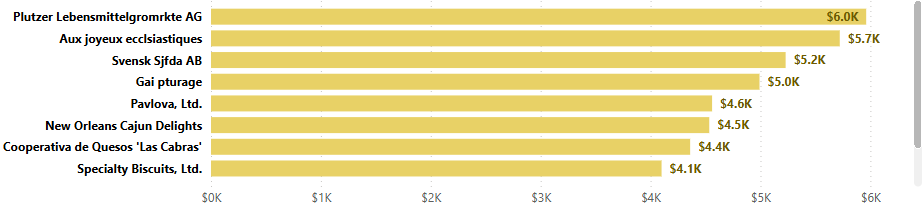 Plutzer Lebensmittelgromrkte AG $6.0K
Aux joyeux ecclsiastiques $5.7K
Svensk Sjfda AB $5.2K
Gai pturage $5.0K
Pavlova, Ltd. $4.6K
New Orleans Cajun Delights $4.5K
Cooperativa de Quesos 'Las Cabras' $4.4K
Specialty Biscuits, Ltd. $4.1K
$0K $1K $2K $3K $4K $5K $6K